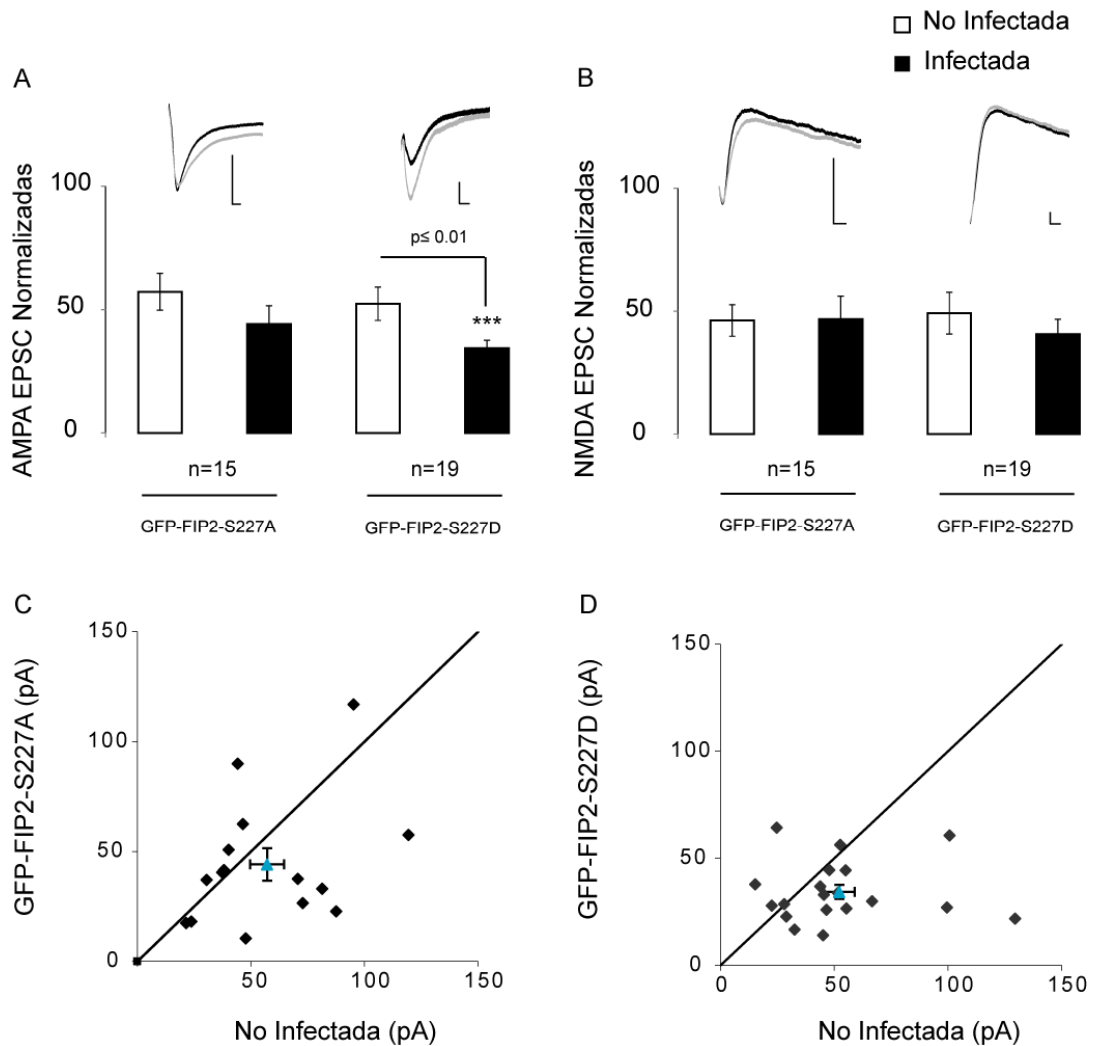 No Infectada
Infectada
A
AMPA EPSC Normalizadas
100
50
0
p≤ 0.01
***
n=15
n=19
GFP-FIP2-S227A
GFP-FIP2-S227D
B
NMDA EPSC Normalizadas
100
50
0
n=15
n=19
GFP-FIP2-S227A
GFP-FIP2-S227D
C
GFP-FIP2-S227A (pA)
150
100
50
0
50
100
150
No Infectada (pA)
D
GFP-FIP2-S227D (pA)
150
100
50
0
0
50
100
150
No Infectada (pA)